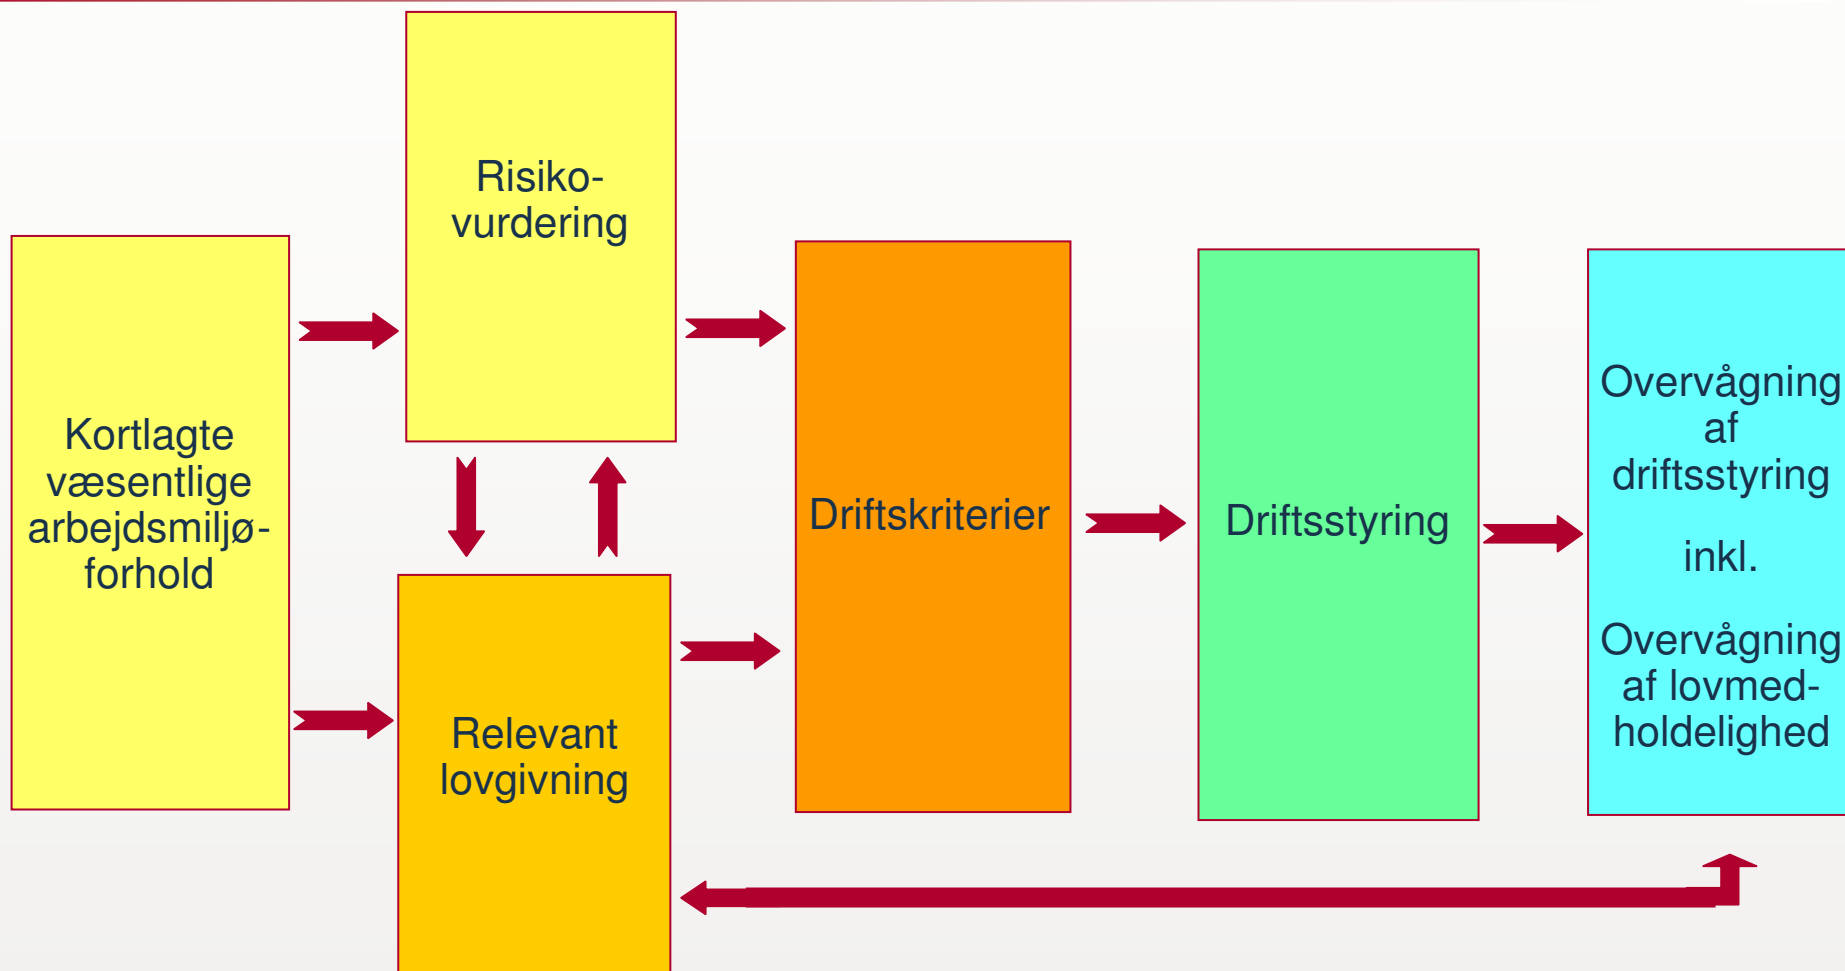 Risiko-
vurdering
Kortlagte
væsentlige
arbejdsmiljø-
forhold
Relevant
lovgivning
Driftskriterier
Driftsstyring
Overvågning
af
driftsstyring
inkl.
Overvågning
af lovmed-
holdelighed